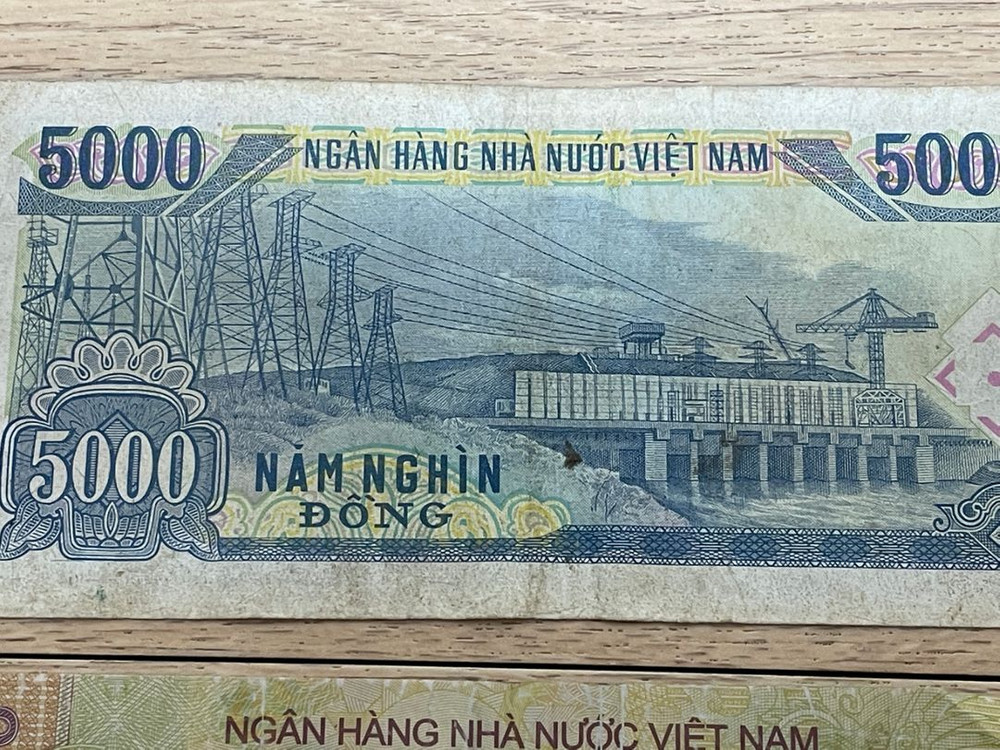 5000 NGÂN HÀNG NHÀ NƯỚC VIỆT NAM 500
5000
NĂM NGHÌN
ĐỒNG
NGÂN HÀNG NHÀ NƯỚC VIỆT NAM